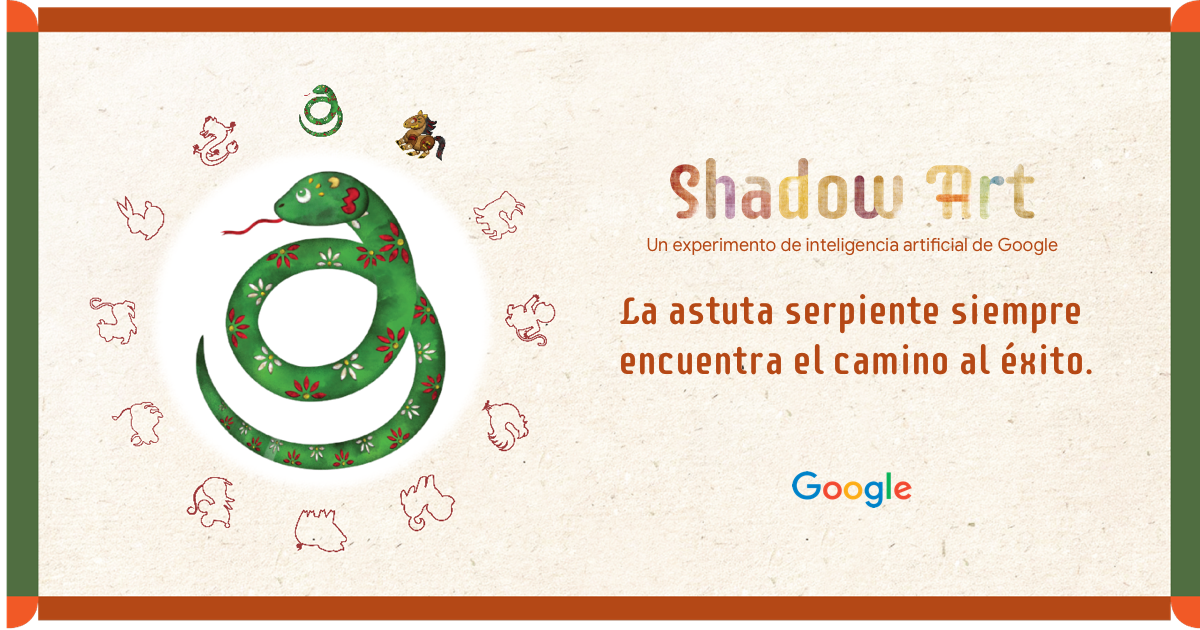 Shadow Art
Un experimento de inteligencia artificial de Google
La astuta serpiente siempre
encuentra el camino al éxito.
Google